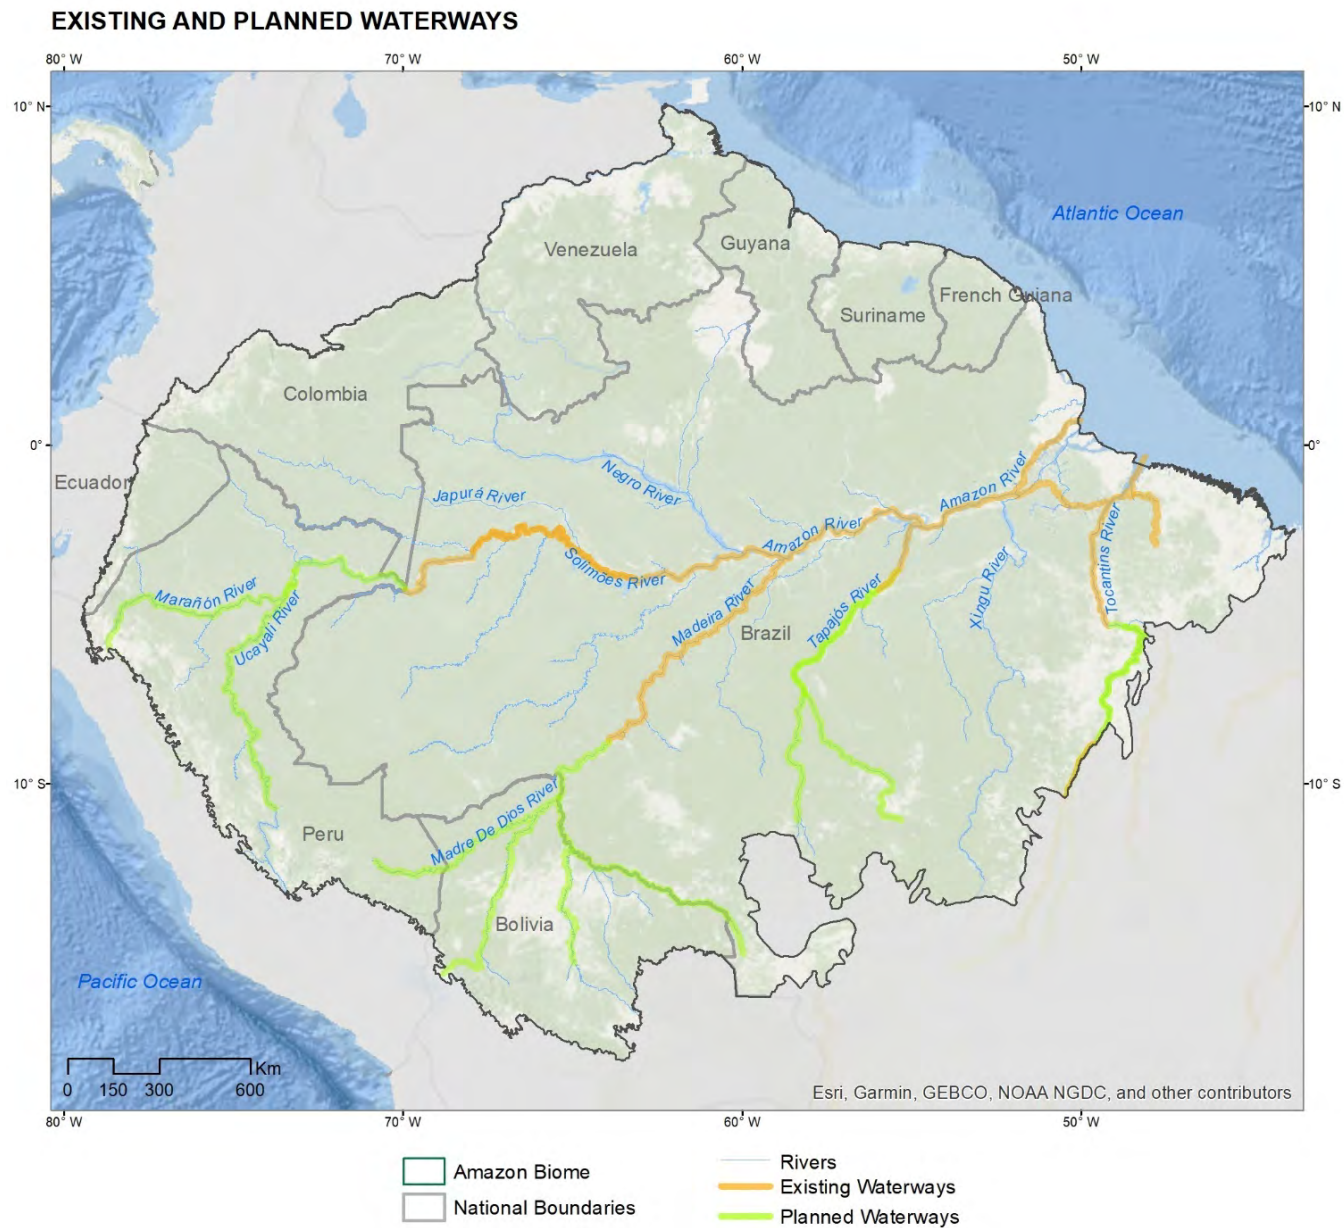 EXISTING AND PLANNED WATERWAYS
80° W 70° W 60° W 50° W
10° N 10° N
Atlantic Ocean
Venezuela
Guyana
French Guiana
Suriname
Colombia
0° 0°
Ecuador
Japurá River
Negro River
Amazon River
Amazon River
Solimões River
Tocantins River
Marañón River
Ucayali River
Madeira River
Tapajós River
Xingu River
Brazil
10° S 10° S
Peru
Madre De Dios River
Bolivia
Pacific Ocean
Km
0 150 300 600
Esri, Garmin, GEBCO, NOAA NGDC, and other contributors
80° W 70° W 60° W 50° W
Amazon Biome
National Boundaries
Rivers
Existing Waterways
Planned Waterways